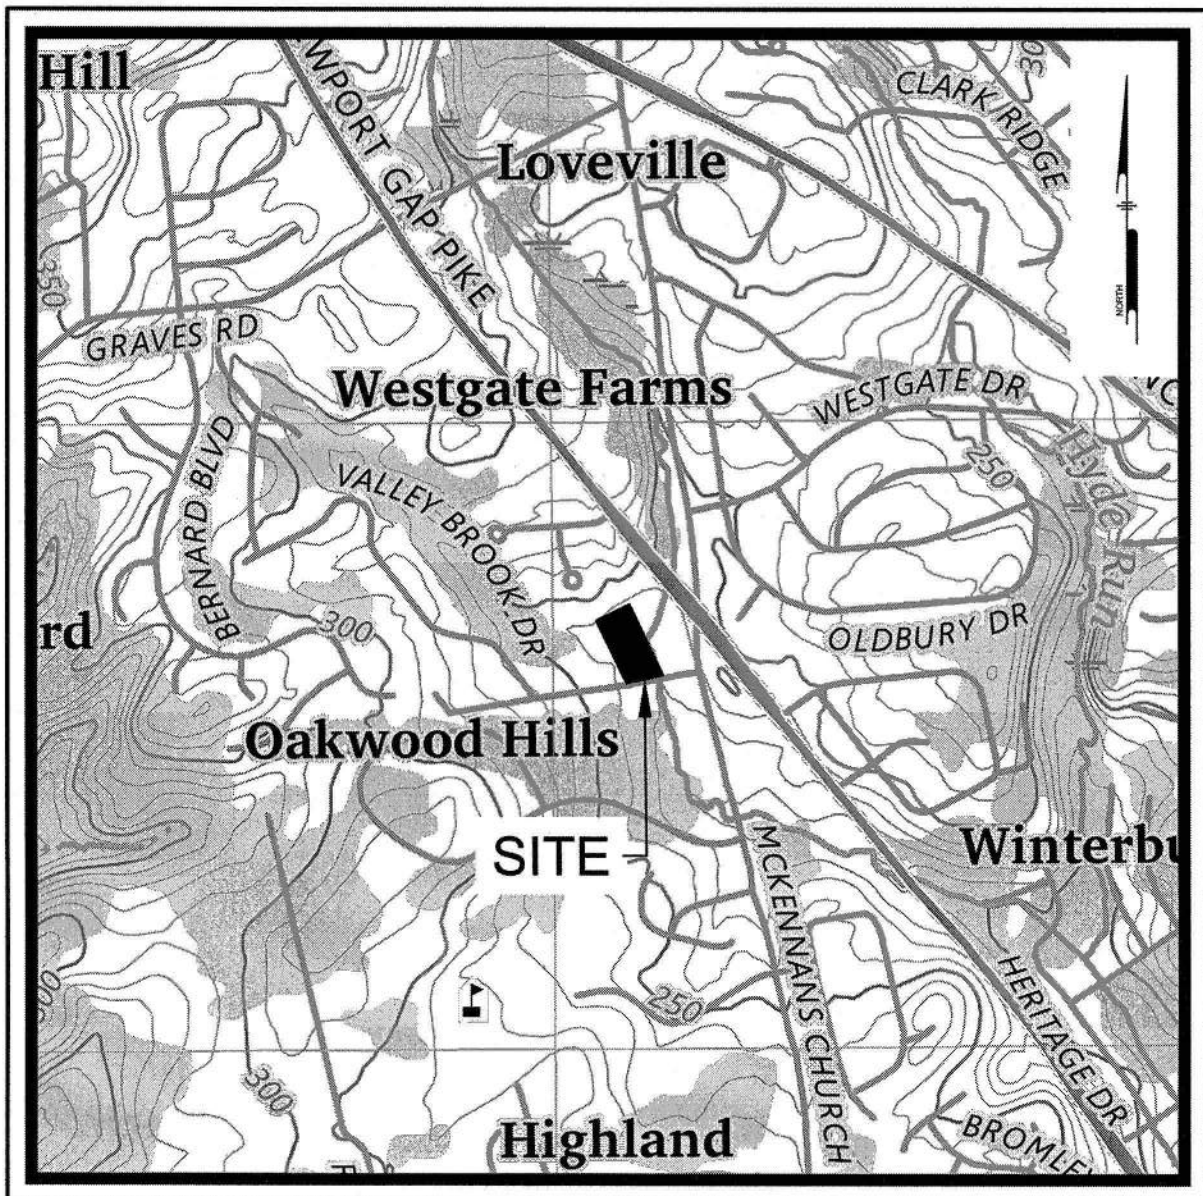 Hill
CLARK RIDGE
Loveville
WPORT GAP PIKE
NORTH
350
GRAVES RD
Westgate Farms
WESTGATE DR
BERNARD BLVD
VALLEY BROOK DR
250
Hyde Run
300
rd
OLDBURY DR
Oakwood Hills
SITE
Winterbu
MCKENNANS CHURCH
250
HERITAGE DR
300
Highland
BROMLE